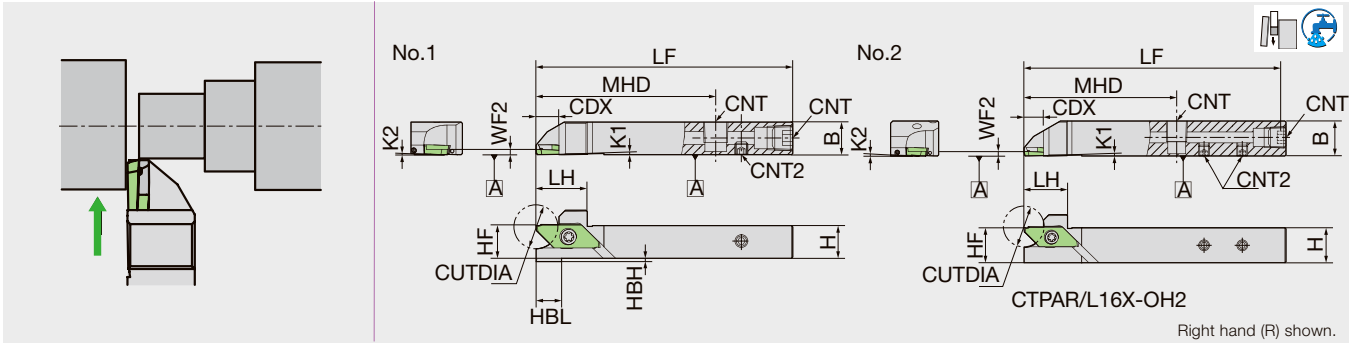 No.1
LF
MHD
CDX
CNT
CNT
WF2
K2
K1
B
A
A
CNT2
LH
HF
H
CUTDIA
HBH
HBL
No.2
LF
MHD
CDX
CNT
CNT
WF2
K2
K1
B
A
A
CNT2
LH
HF
H
CUTDIA
CTPAR/L16X-OH2
Right hand (R) shown.